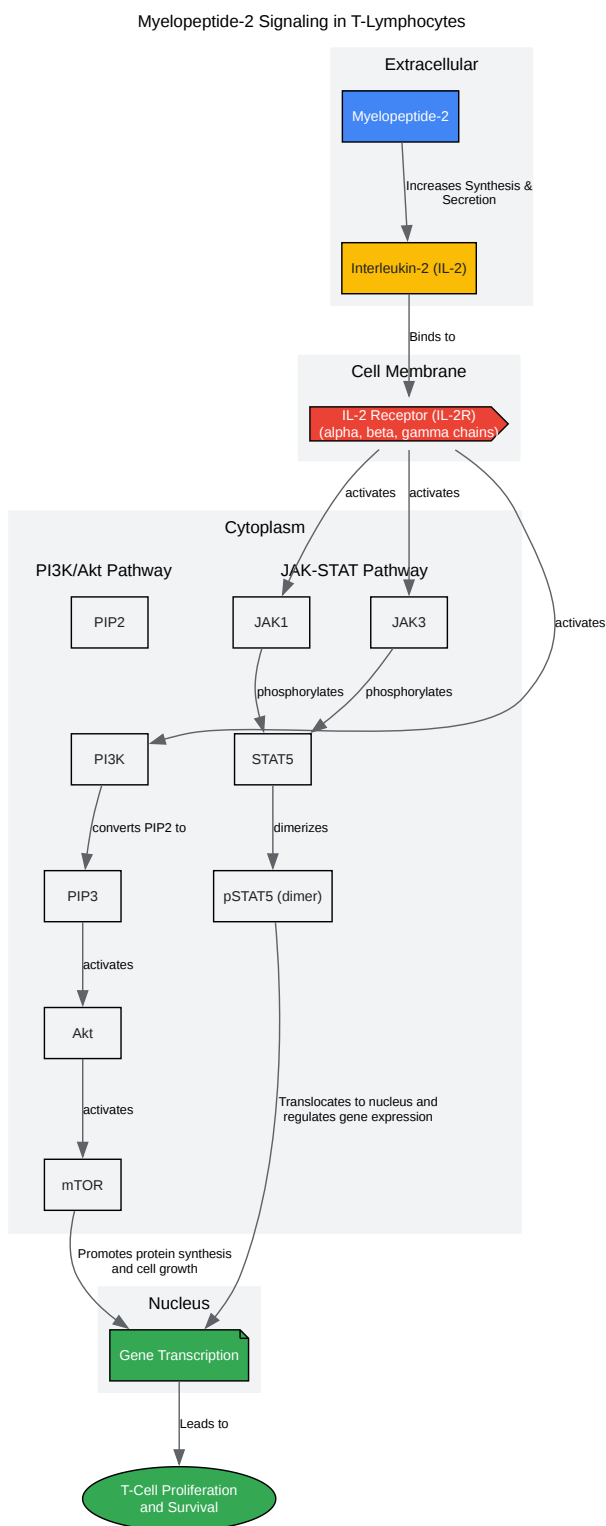 Myelopeptide-2 Signaling in T-Lymphocytes
Extracellular
Myelopeptide-2
Increases Synthesis &
Secretion
Interleukin-2 (IL-2)
Binds to
Cell Membrane
IL-2 Receptor (IL-2R)
(alpha, beta, gamma chains)
activates
activates
activates
Cytoplasm
PI3K/Akt Pathway
JAK-STAT Pathway
PIP2
JAK1
JAK3
phosphorylates
phosphorylates
PI3K
STAT5
converts PIP2 to
dimerizes
PIP3
pSTAT5 (dimer)
activates
Akt
activates
Translocates to nucleus and
regulates gene expression
mTOR
Promotes protein synthesis
and cell growth
Nucleus
Gene Transcription
Leads to
T-Cell Proliferation
and Survival